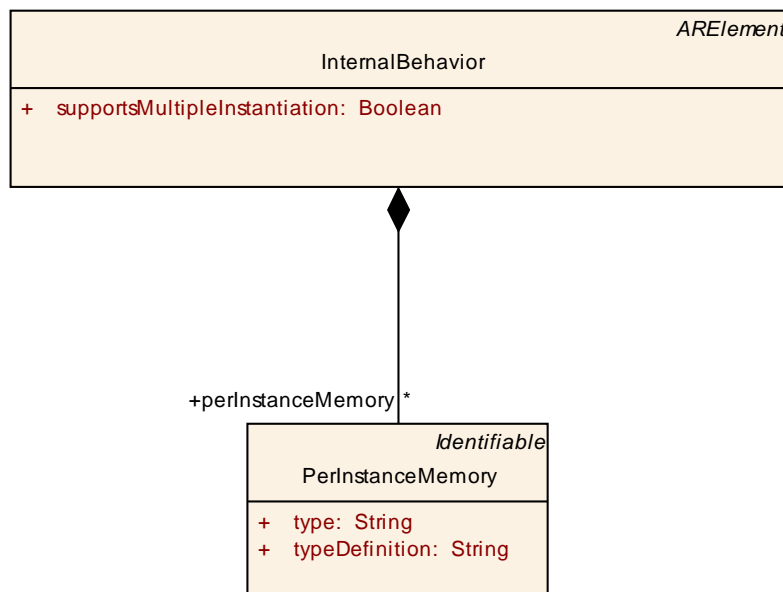 ARElement
InternalBehavior
+ supportsMultipleInstantiation: Boolean
+perInstanceMemory *
Identifiable
PerInstanceMemory
+ type: String
+ typeDefinition: String